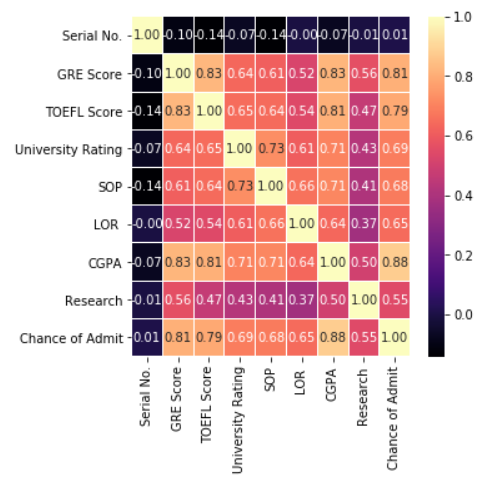 Serial No. 1.00 -0.10 -0.14 -0.07 -0.14 -0.00 -0.07 -0.01 0.01
GRE Score -0.10 1.00 0.83 0.64 0.61 0.52 0.83 0.56 0.81
TOEFL Score -0.14 0.83 1.00 0.65 0.64 0.54 0.81 0.47 0.79
University Rating -0.07 0.64 0.65 1.00 0.73 0.61 0.71 0.43 0.69
SOP -0.14 0.61 0.64 0.73 1.00 0.66 0.71 0.41 0.68
LOR -0.00 0.52 0.54 0.61 0.66 1.00 0.64 0.37 0.65
CGPA -0.07 0.83 0.81 0.71 0.71 0.64 1.00 0.50 0.88
Research -0.01 0.56 0.47 0.43 0.41 0.37 0.50 1.00 0.55
Chance of Admit 0.01 0.81 0.79 0.69 0.68 0.65 0.88 0.55 1.00
Serial No.
GRE Score
TOEFL Score
University Rating
SOP
LOR
CGPA
Research
Chance of Admit
1.0
0.8
0.6
0.4
0.2
0.0